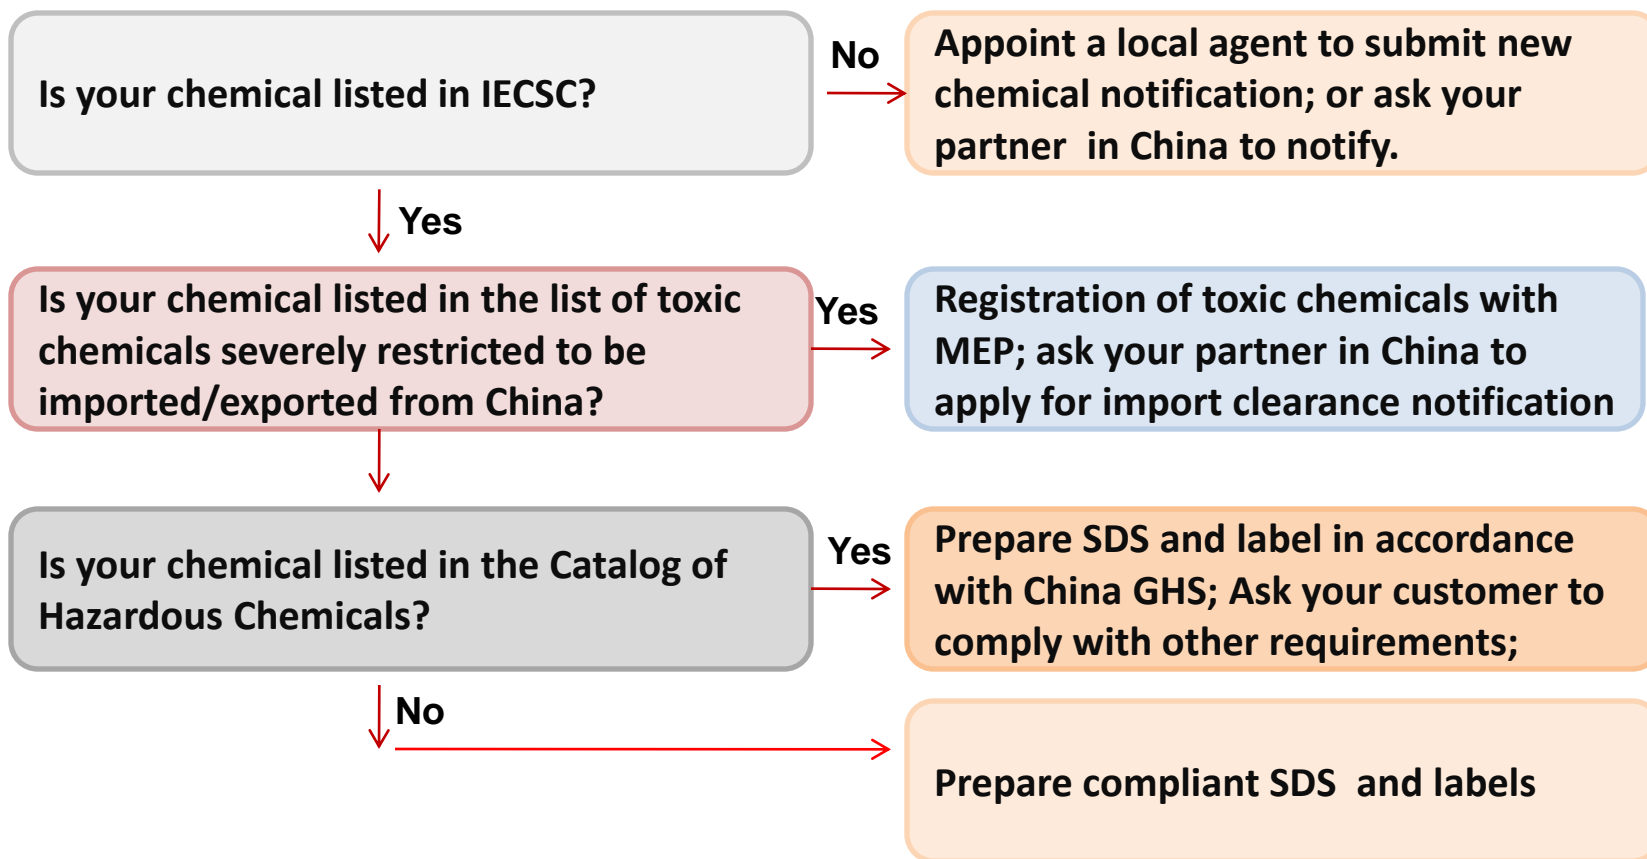 Is your chemical listed in IECSC?
No
Appoint a local agent to submit new
chemical notification; or ask your
partner  in China to notify.
Yes
Is your chemical listed in the list of toxic
chemicals severely restricted to be
imported/exported from China?
Yes
Registration of toxic chemicals with
MEP; ask your partner in China to
apply for import clearance notification
Is your chemical listed in the Catalog of
Hazardous Chemicals?
Yes
Prepare SDS and label in accordance
with China GHS; Ask your customer to
comply with other requirements;
No
Prepare compliant SDS  and labels